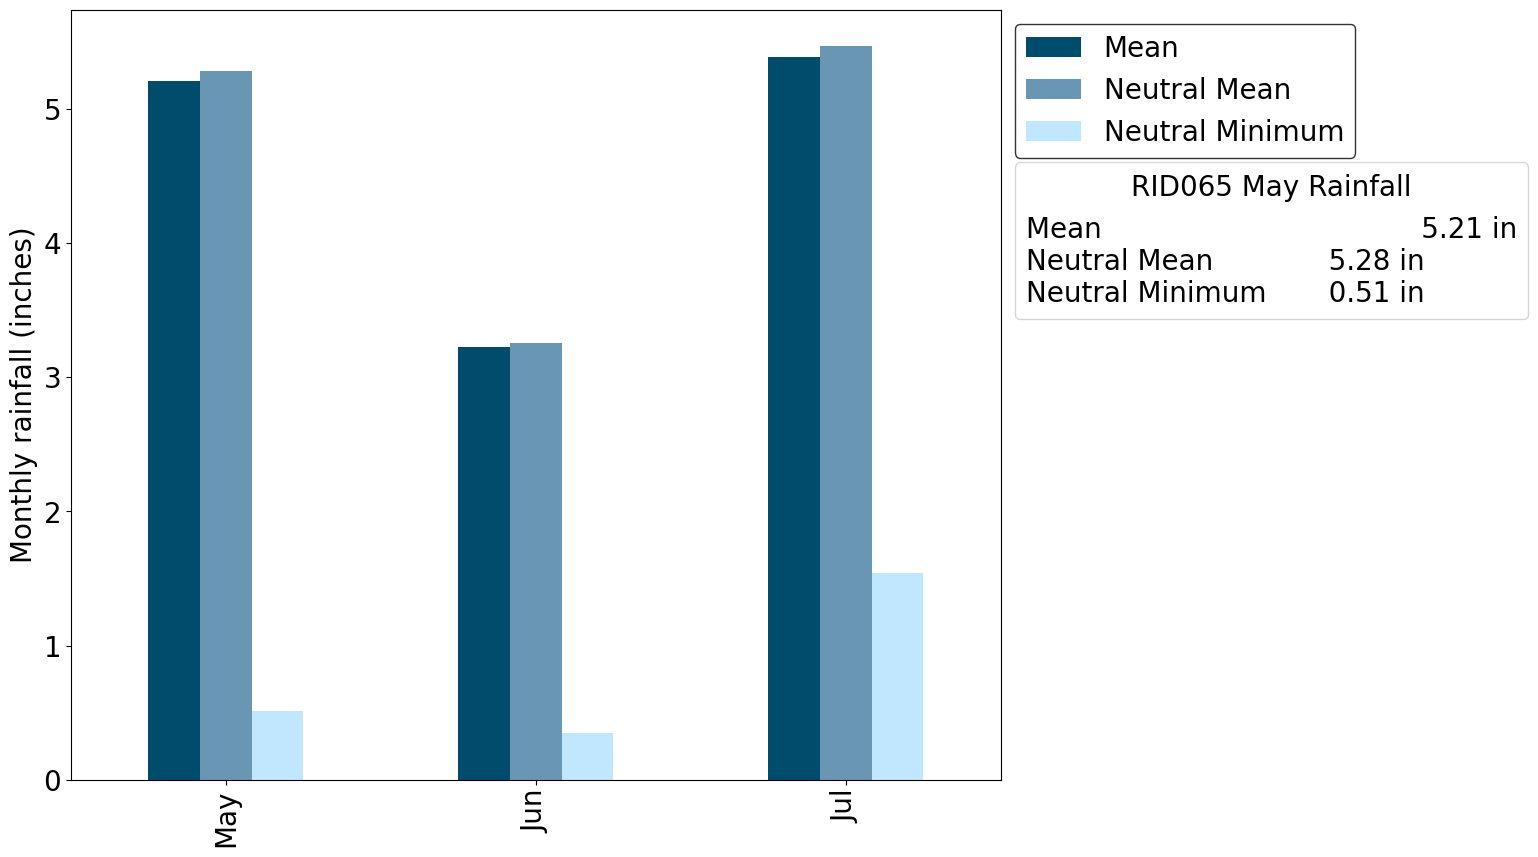 Monthly rainfall (inches)
5
4
3
2
1
0
May
Jun
Jul
Mean
Neutral Mean
Neutral Minimum
RID065 May Rainfall
Mean 5.21 in
Neutral Mean 5.28 in
Neutral Minimum 0.51 in